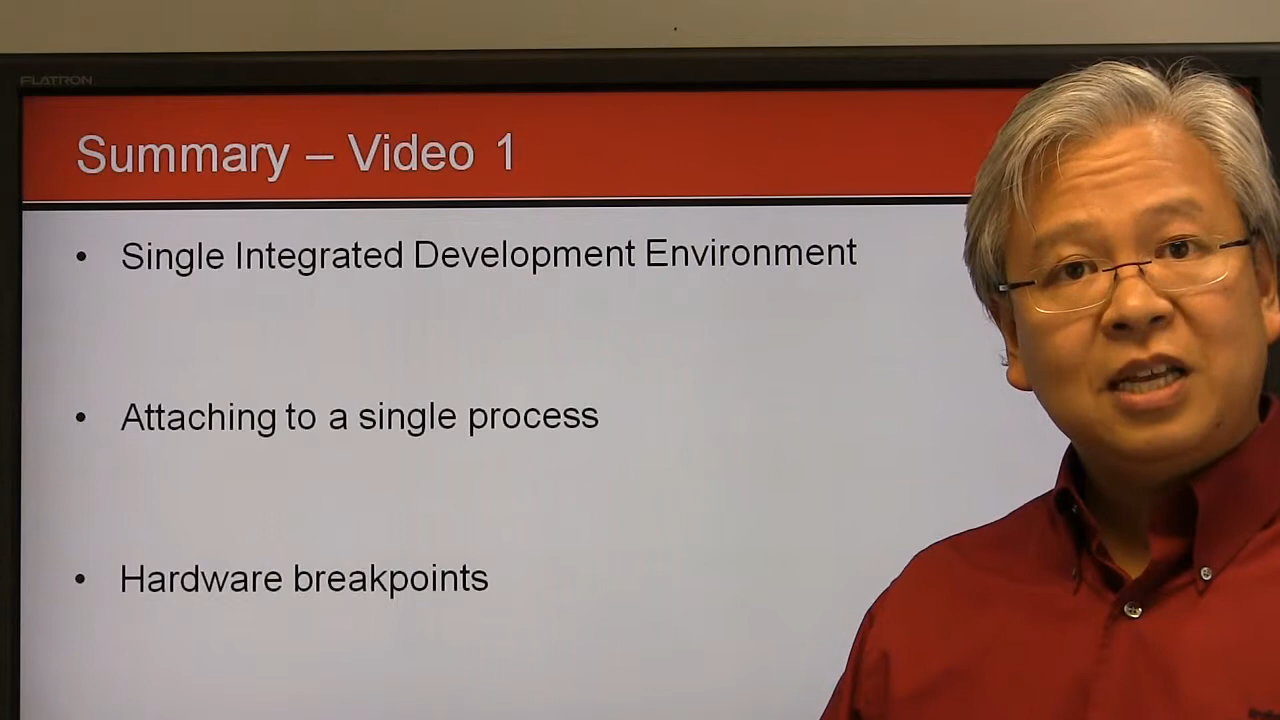 FLATRON
Summary – Video 1
• Single Integrated Development Environment
• Attaching to a single process
• Hardware breakpoints